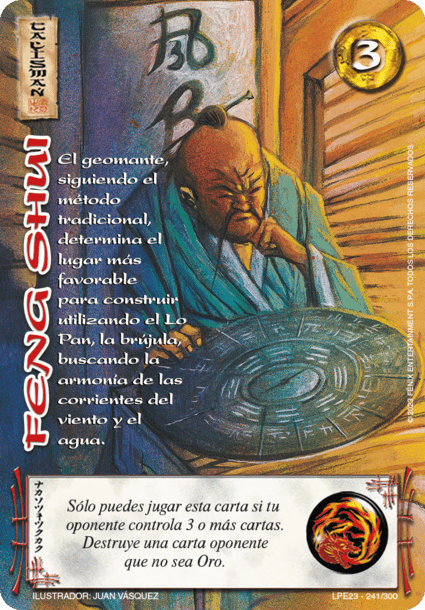 TALISMAN
3
FENG SHUI
El geomante,
siguiendo el
método
tradicional,
determina el
lugar más
favorable
para construir
utilizando el Lo
Pan, la brújula,
buscando la
armonía de las
corrientes del
viento y el
agua.
© 2023 FÉNIX ENTERTAINMENT S.P.A. TODOS LOS DERECHOS RESERVADOS
Sólo puedes jugar esta carta si tu
oponente controla 3 o más cartas.
Destruye una carta oponente
que no sea Oro.
ILUSTRADOR: JUAN VÁSQUEZ
LPE23 - 241/300